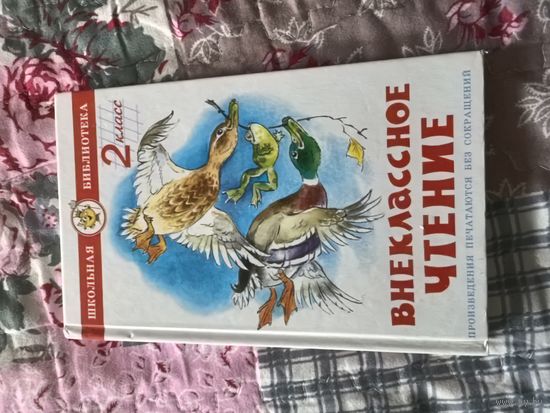 ШКОЛЬНАЯ БИБЛИОТЕКА
2 класс
ВНЕКЛАССНОЕ
ЧТЕНИЕ
ПРОИЗВЕДЕНИЯ ПЕЧАТАЮТСЯ БЕЗ СОКРАЩЕНИЙ